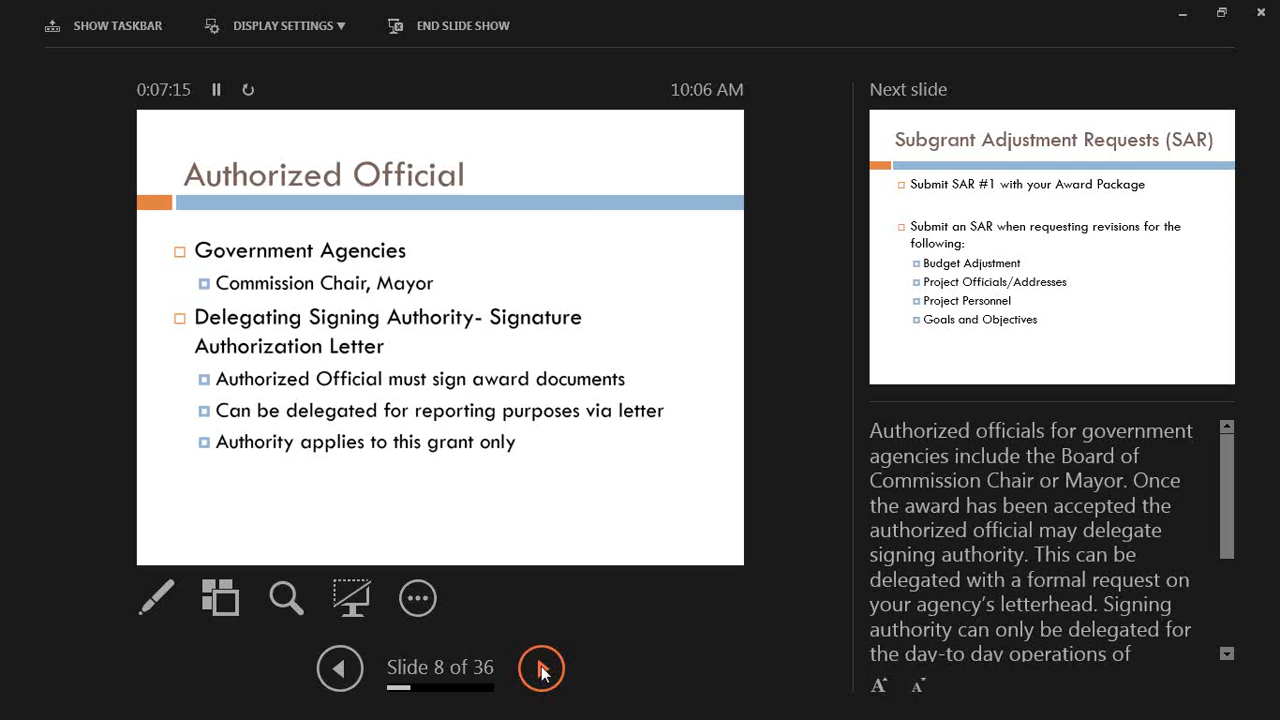 SHOW TASKBAR
DISPLAY SETTINGS ▼
END SLIDE SHOW
0:07:15
10:06 AM
Authorized Official
Government Agencies
Commission Chair, Mayor
Delegating Signing Authority- Signature
Authorization Letter
Authorized Official must sign award documents
Can be delegated for reporting purposes via letter
Authority applies to this grant only
Slide 8 of 36
Next slide
Subgrant Adjustment Requests (SAR)
Submit SAR #1 with your Award Package
Submit an SAR when requesting revisions for the
following:
Budget Adjustment
Project Officials/Addresses
Project Personnel
Goals and Objectives
Authorized officials for government
agencies include the Board of
Commission Chair or Mayor. Once
the award has been accepted the
authorized official may delegate
signing authority. This can be
delegated with a formal request on
your agency’s letterhead. Signing
authority can only be delegated for
the day-to day operations of
A A